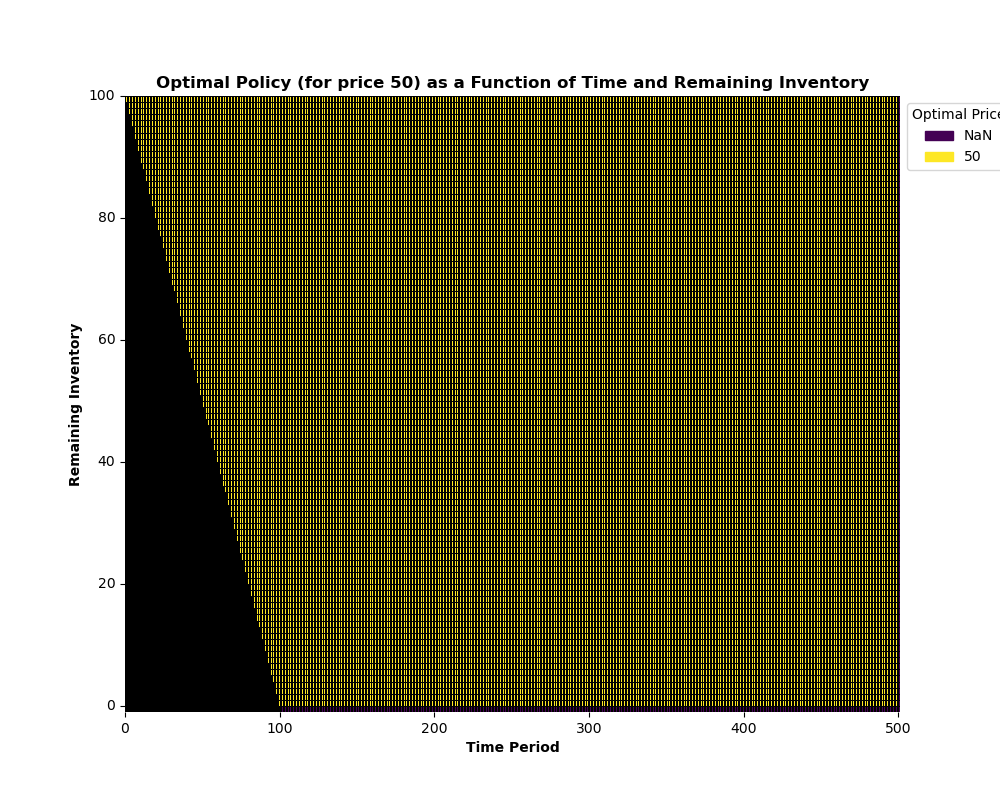 Optimal Policy (for price 50) as a Function of Time and Remaining Inventory
100
80
60
40
20
0
Remaining Inventory
0 100 200 300 400 500
Time Period
Optimal Price
NaN
50